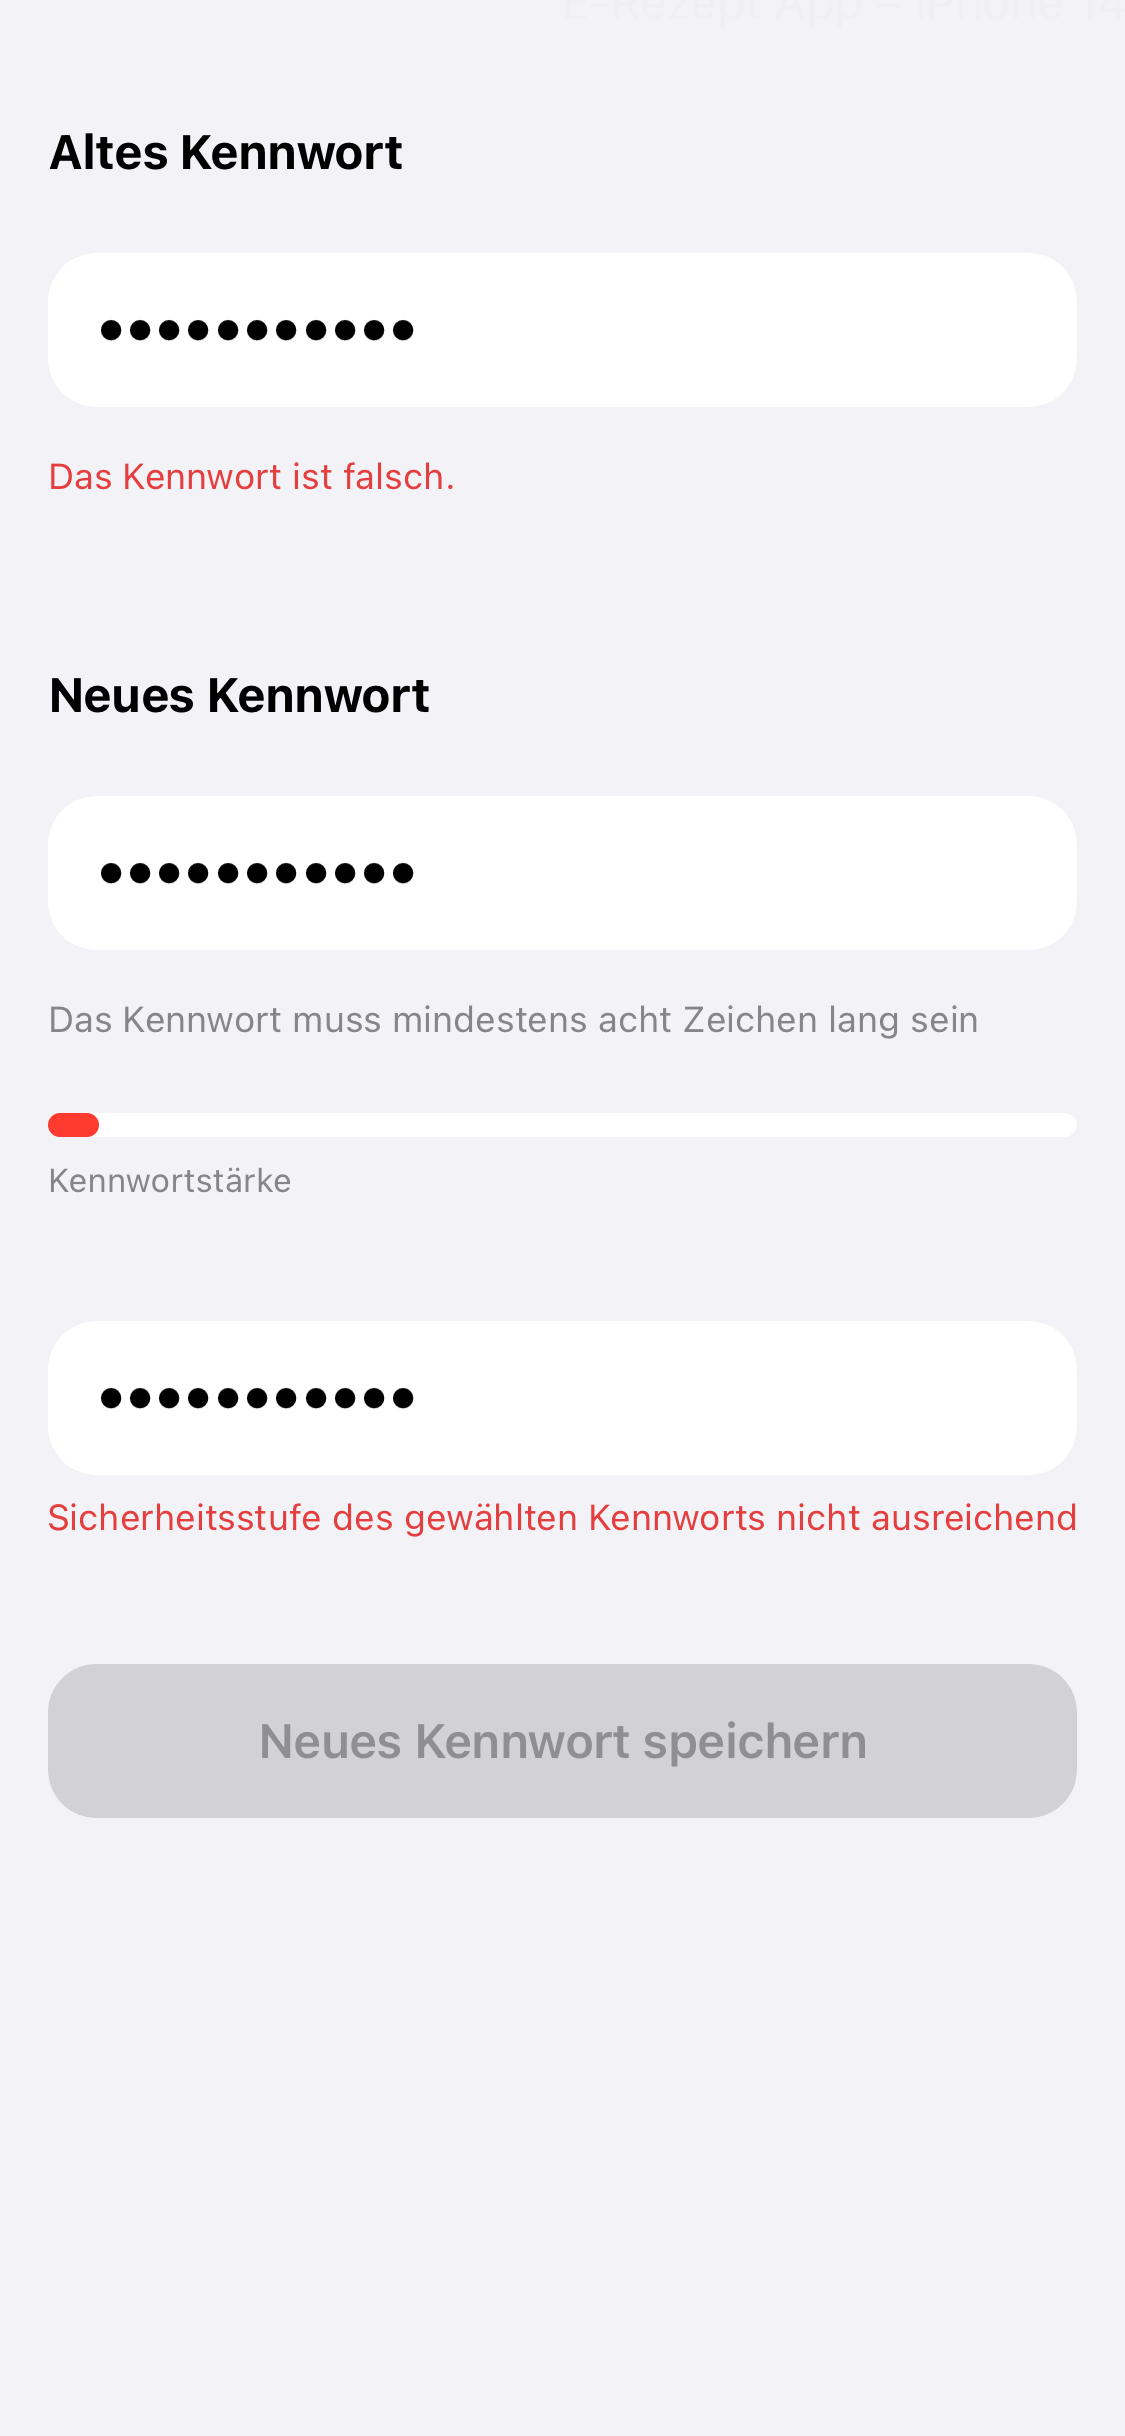 E-Rezept App – iPhone 14
Altes Kennwort
•••••••••••
Das Kennwort ist falsch.
Neues Kennwort
•••••••••••
Das Kennwort muss mindestens acht Zeichen lang sein
Kennwortstärke
•••••••••••
Sicherheitsstufe des gewählten Kennworts nicht ausreichend
Neues Kennwort speichern